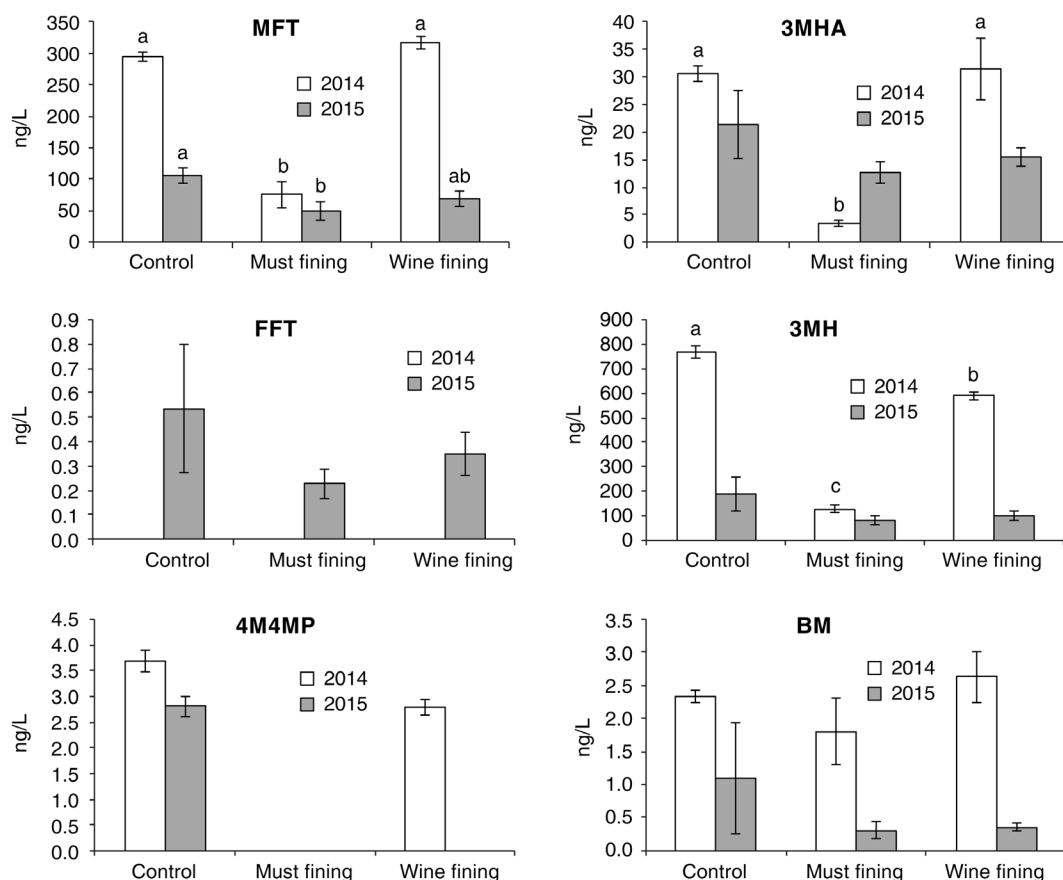 MFT
350
300
250
200
150
100
50
0
ng/L
a
a
b
b
a
ab
2014
2015
Control
Must fining
Wine fining
3MHA
40
35
30
25
20
15
10
5
0
ng/L
a
b
a
2014
2015
Control
Must fining
Wine fining
FFT
0.9
0.8
0.7
0.6
0.5
0.4
0.3
0.2
0.1
0.0
ng/L
2014
2015
Control
Must fining
Wine fining
3MH
900
800
700
600
500
400
300
200
100
0
ng/L
a
c
b
2014
2015
Control
Must fining
Wine fining
4M4MP
4.5
4.0
3.5
3.0
2.5
2.0
1.5
1.0
0.5
0.0
ng/L
2014
2015
Control
Must fining
Wine fining
BM
3.5
3.0
2.5
2.0
1.5
1.0
0.5
0.0
ng/L
2014
2015
Control
Must fining
Wine fining